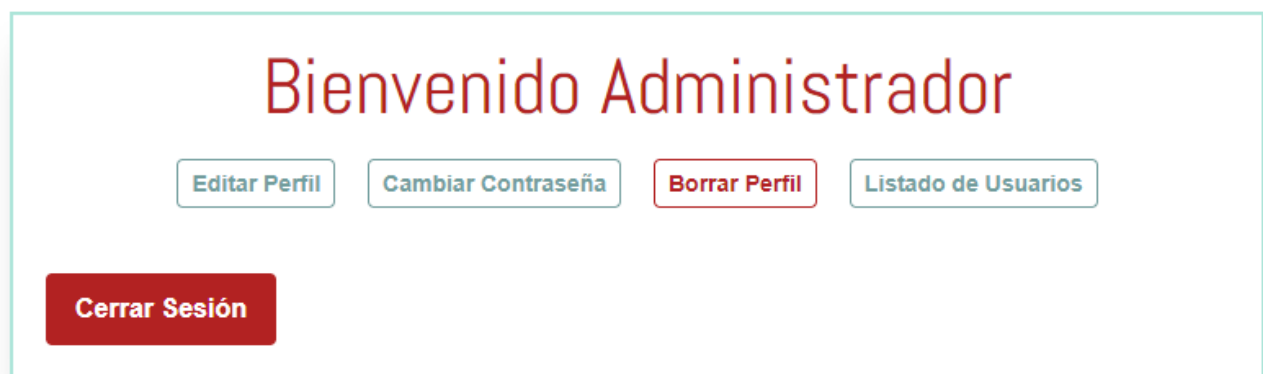 Bienvenido Administrador
Editar Perfil Cambiar Contraseña Borrar Perfil Listado de Usuarios
Cerrar Sesión